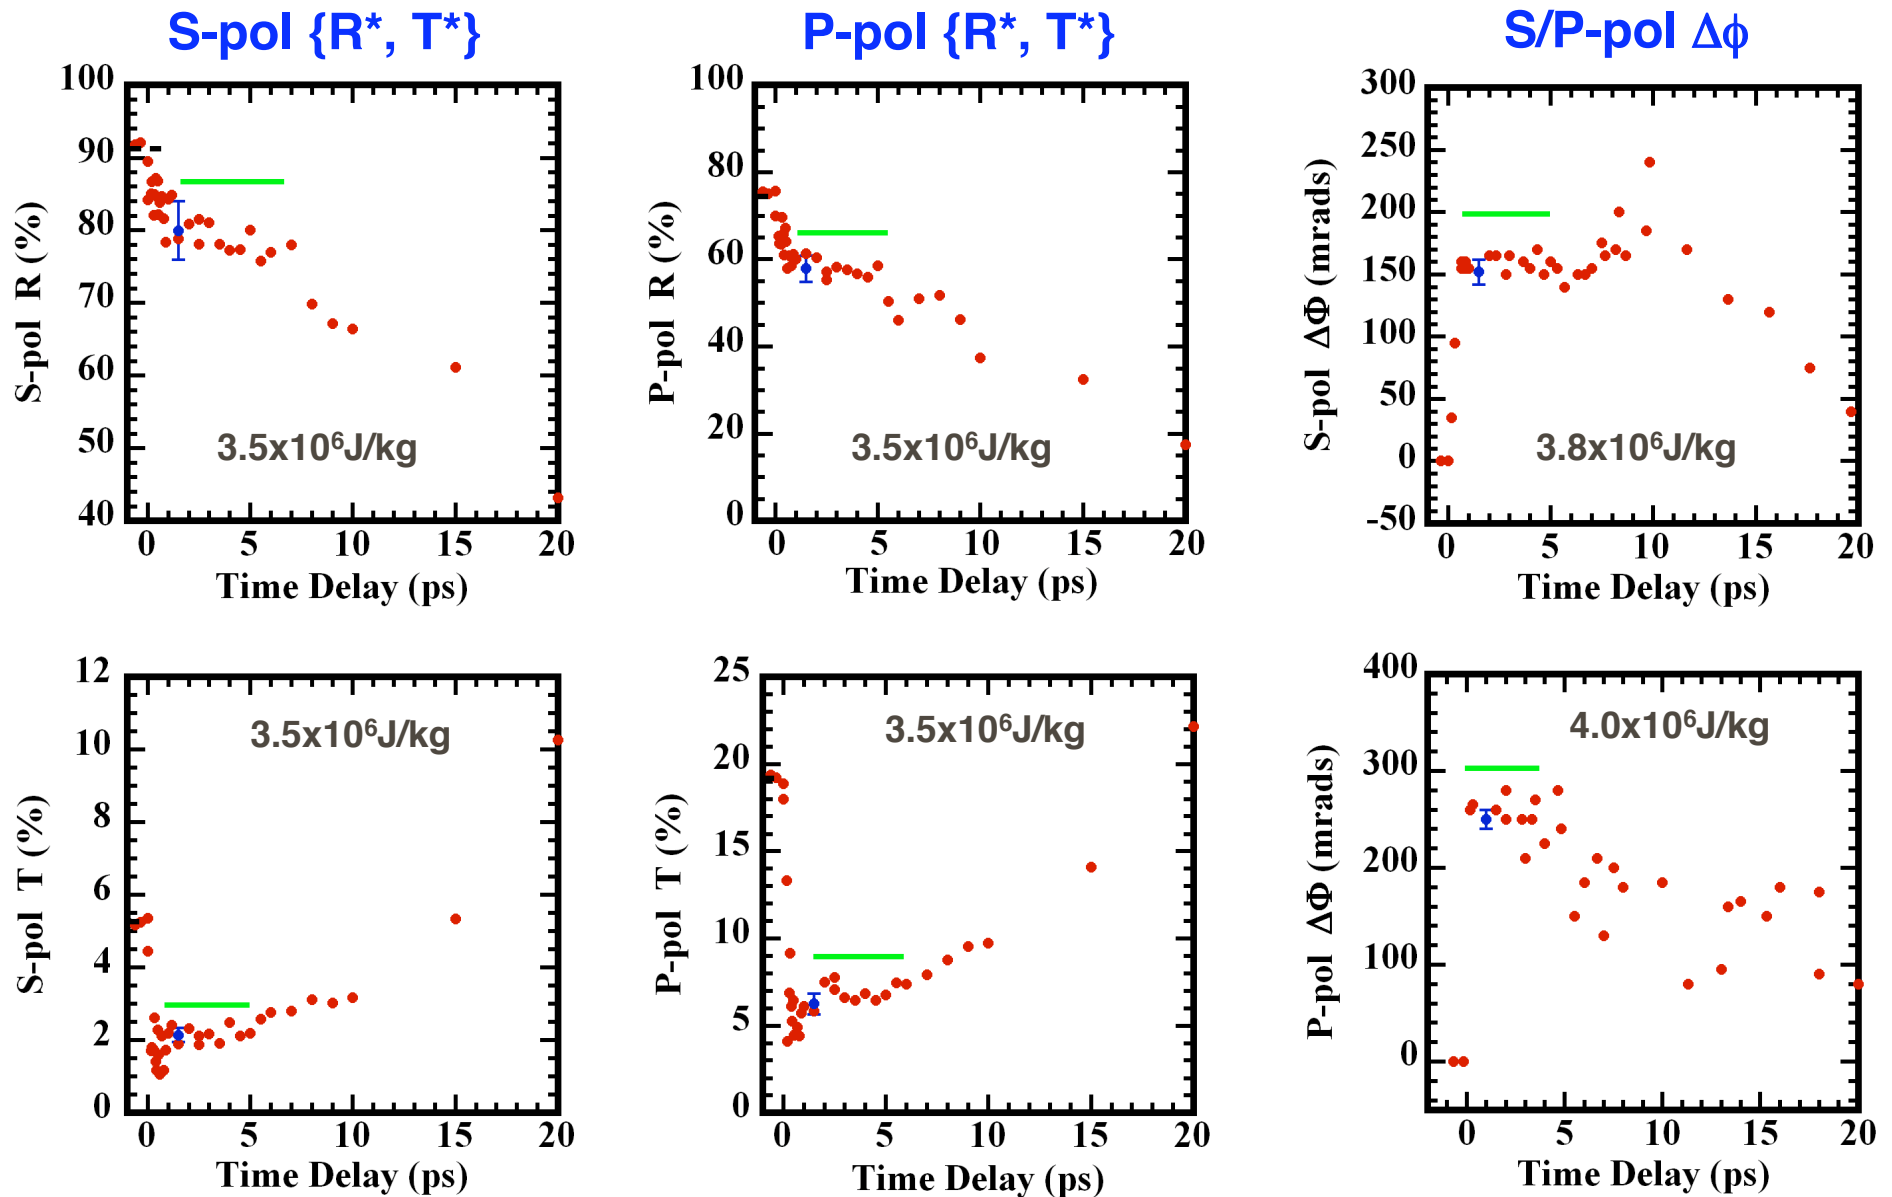 S-pol {R*, T*}
P-pol {R*, T*}
S/P-pol Δϕ
100
90
80
70
60
50
40
S-pol R (%)
3.5x10⁶J/kg
0 5 10 15 20
Time Delay (ps)
100
80
60
40
20
0
P-pol R (%)
3.5x10⁶J/kg
0 5 10 15 20
Time Delay (ps)
300
250
200
150
100
50
0
-50
S-pol ΔΦ (mrads)
3.8x10⁶J/kg
0 5 10 15 20
Time Delay (ps)
12
10
8
6
4
2
0
S-pol T (%)
3.5x10⁶J/kg
0 5 10 15 20
Time Delay (ps)
25
20
15
10
5
0
P-pol T (%)
3.5x10⁶J/kg
0 5 10 15 20
Time Delay (ps)
400
300
200
100
0
P-pol ΔΦ (mrads)
4.0x10⁶J/kg
0 5 10 15 20
Time Delay (ps)